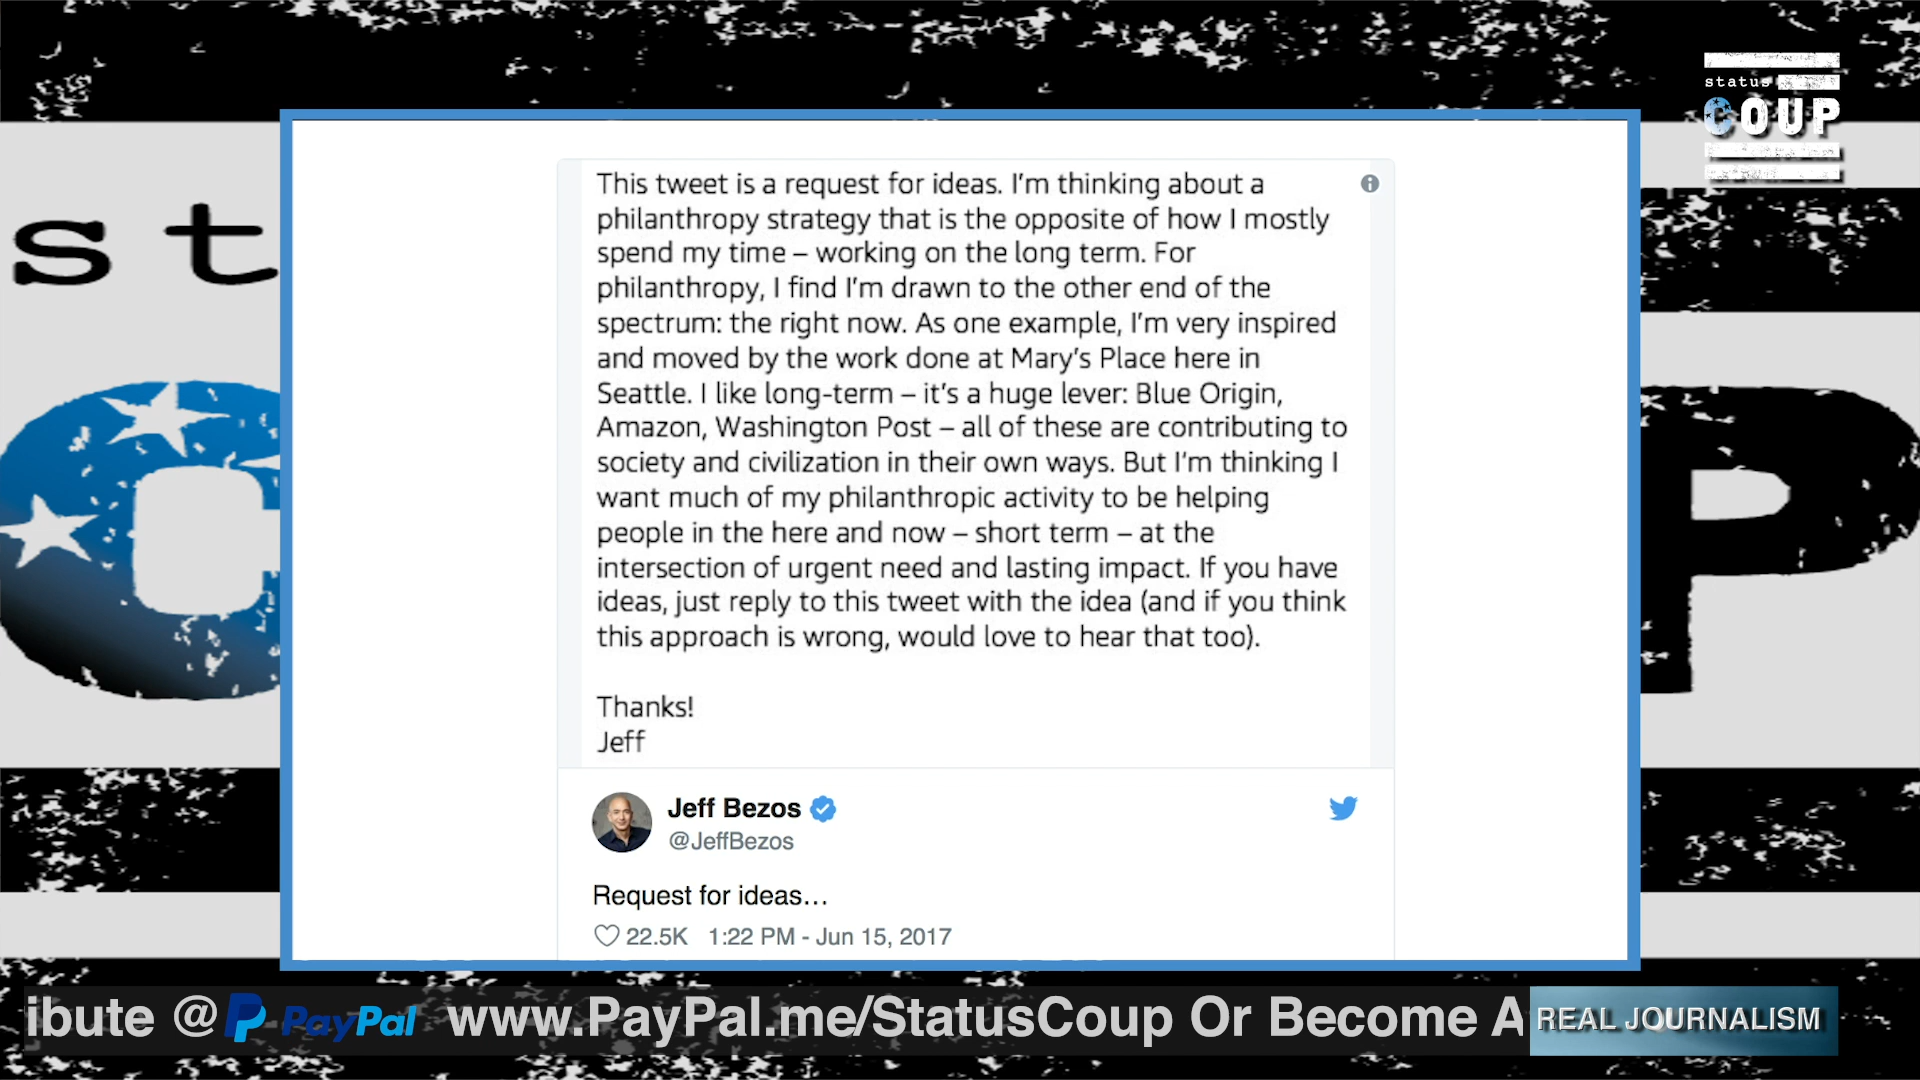 status
COUP
st
C
P
This tweet is a request for ideas. I’m thinking about a
philanthropy strategy that is the opposite of how I mostly
spend my time – working on the long term. For
philanthropy, I find I’m drawn to the other end of the
spectrum: the right now. As one example, I’m very inspired
and moved by the work done at Mary’s Place here in
Seattle. I like long-term – it’s a huge lever: Blue Origin,
Amazon, Washington Post – all of these are contributing to
society and civilization in their own ways. But I’m thinking I
want much of my philanthropic activity to be helping
people in the here and now – short term – at the
intersection of urgent need and lasting impact. If you have
ideas, just reply to this tweet with the idea (and if you think
this approach is wrong, would love to hear that too).
Thanks!
Jeff
Jeff Bezos
@JeffBezos
Request for ideas...
22.5K 1:22 PM - Jun 15, 2017
ibute @ PayPal www.PayPal.me/StatusCoup Or Become A
REAL JOURNALISM